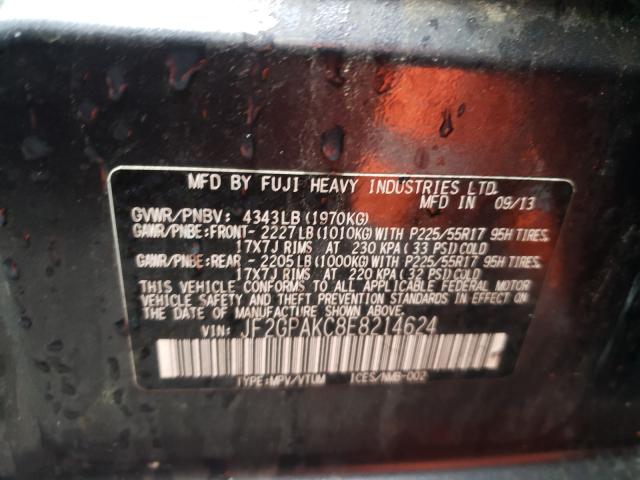 MFD BY FUJI HEAVY INDUSTRIES LTD.
MFD IN 09/13
GVWR/PNBV: 4343LB(1970KG)
GAWR/PNBE:FRONT-2227LB(1010KG)WITH P225/55R17 95H TIRES,
17X7J RIMS AT 230 KPA(33 PSI)COLD
GAWR/PNBE:REAR -2205LB(1000KG)WITH P225/55R17 95H TIRES,
17X7J RIMS AT 220 KPA(32 PSI)COLD
THIS VEHICLE CONFORMS TO ALL APPLICABLE FEDERAL MOTOR
VEHICLE SAFETY AND THEFT PREVENTION STANDARDS IN EFFECT ON
THE DATE OF MANUFACTURE SHOWN ABOVE.
VIN: JF2GPAKC8E8214624
TYPE:MPV/VTUM ICES/NMB-002